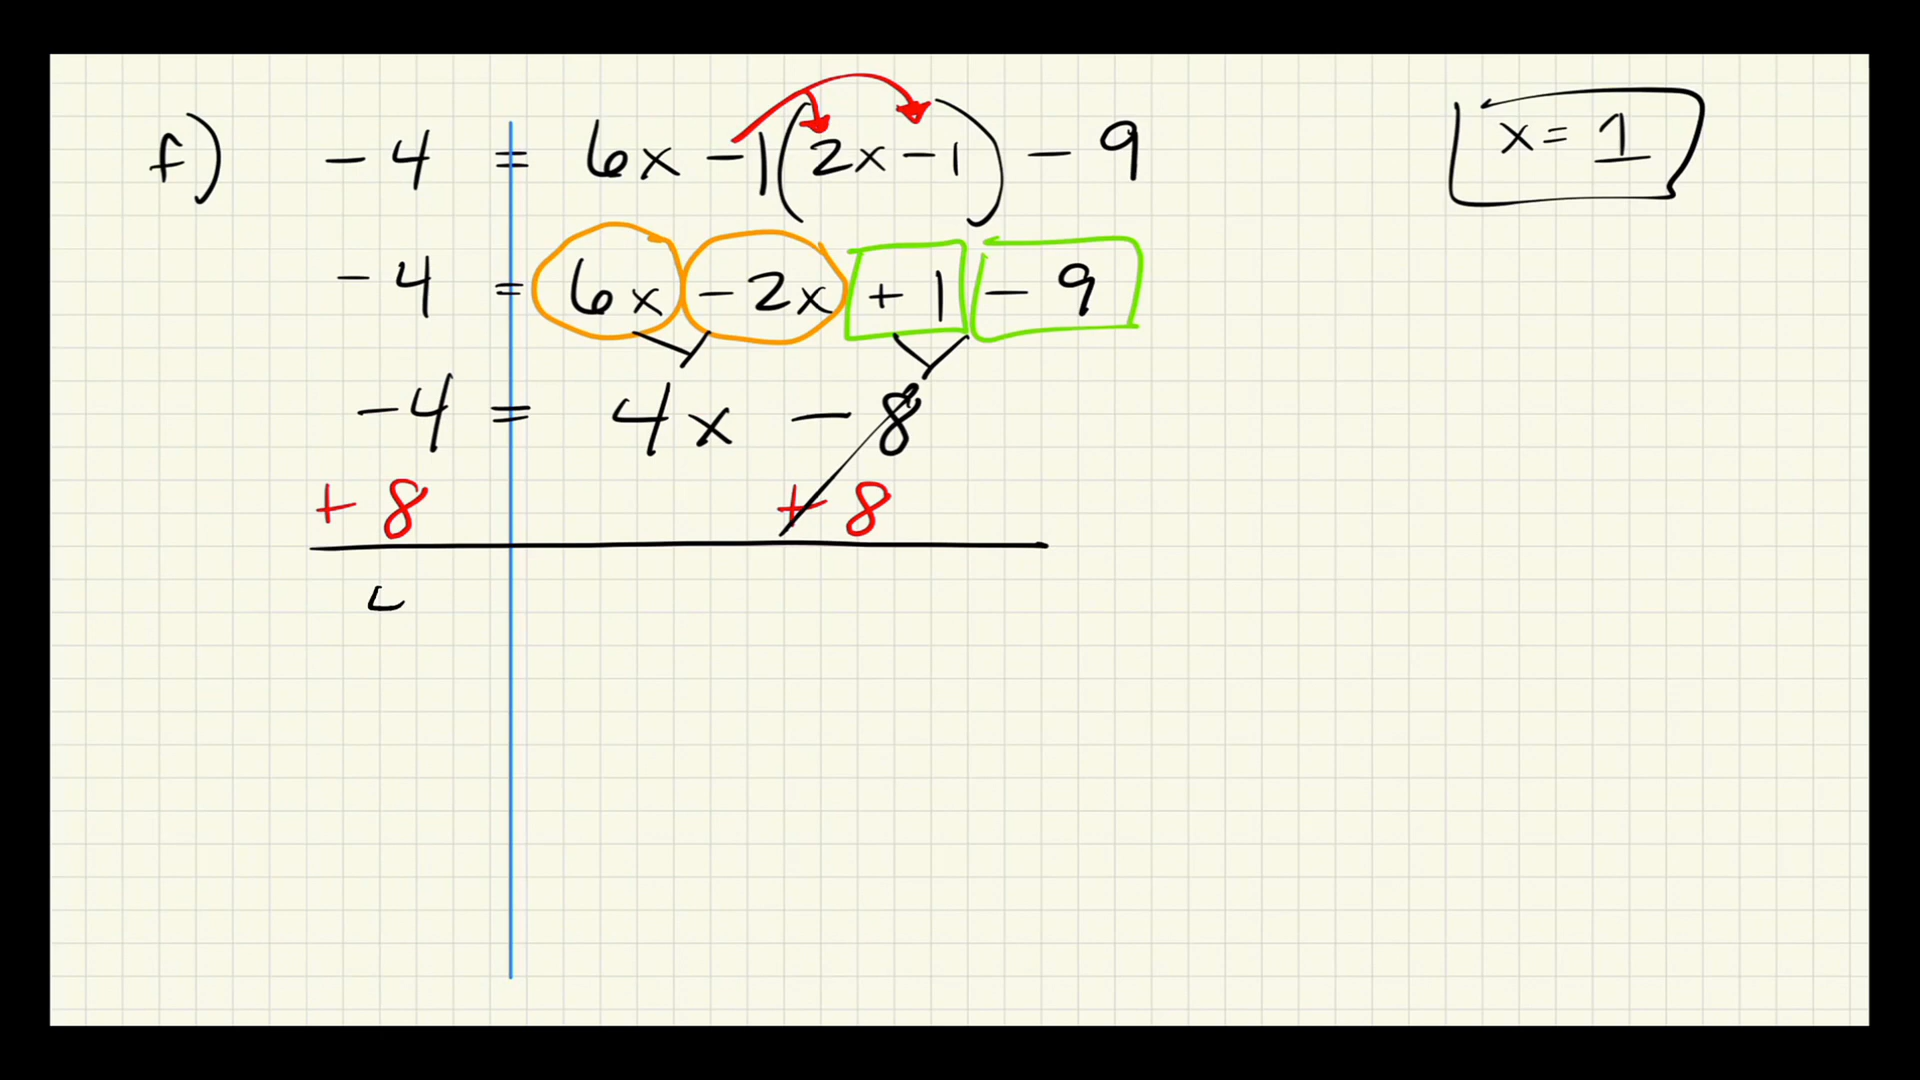 f) -4 = 6x -1(2x -1) - 9
x = 1
-4 = 6x - 2x + 1 - 9
-4 = 4x - 8
+ 8 + 8